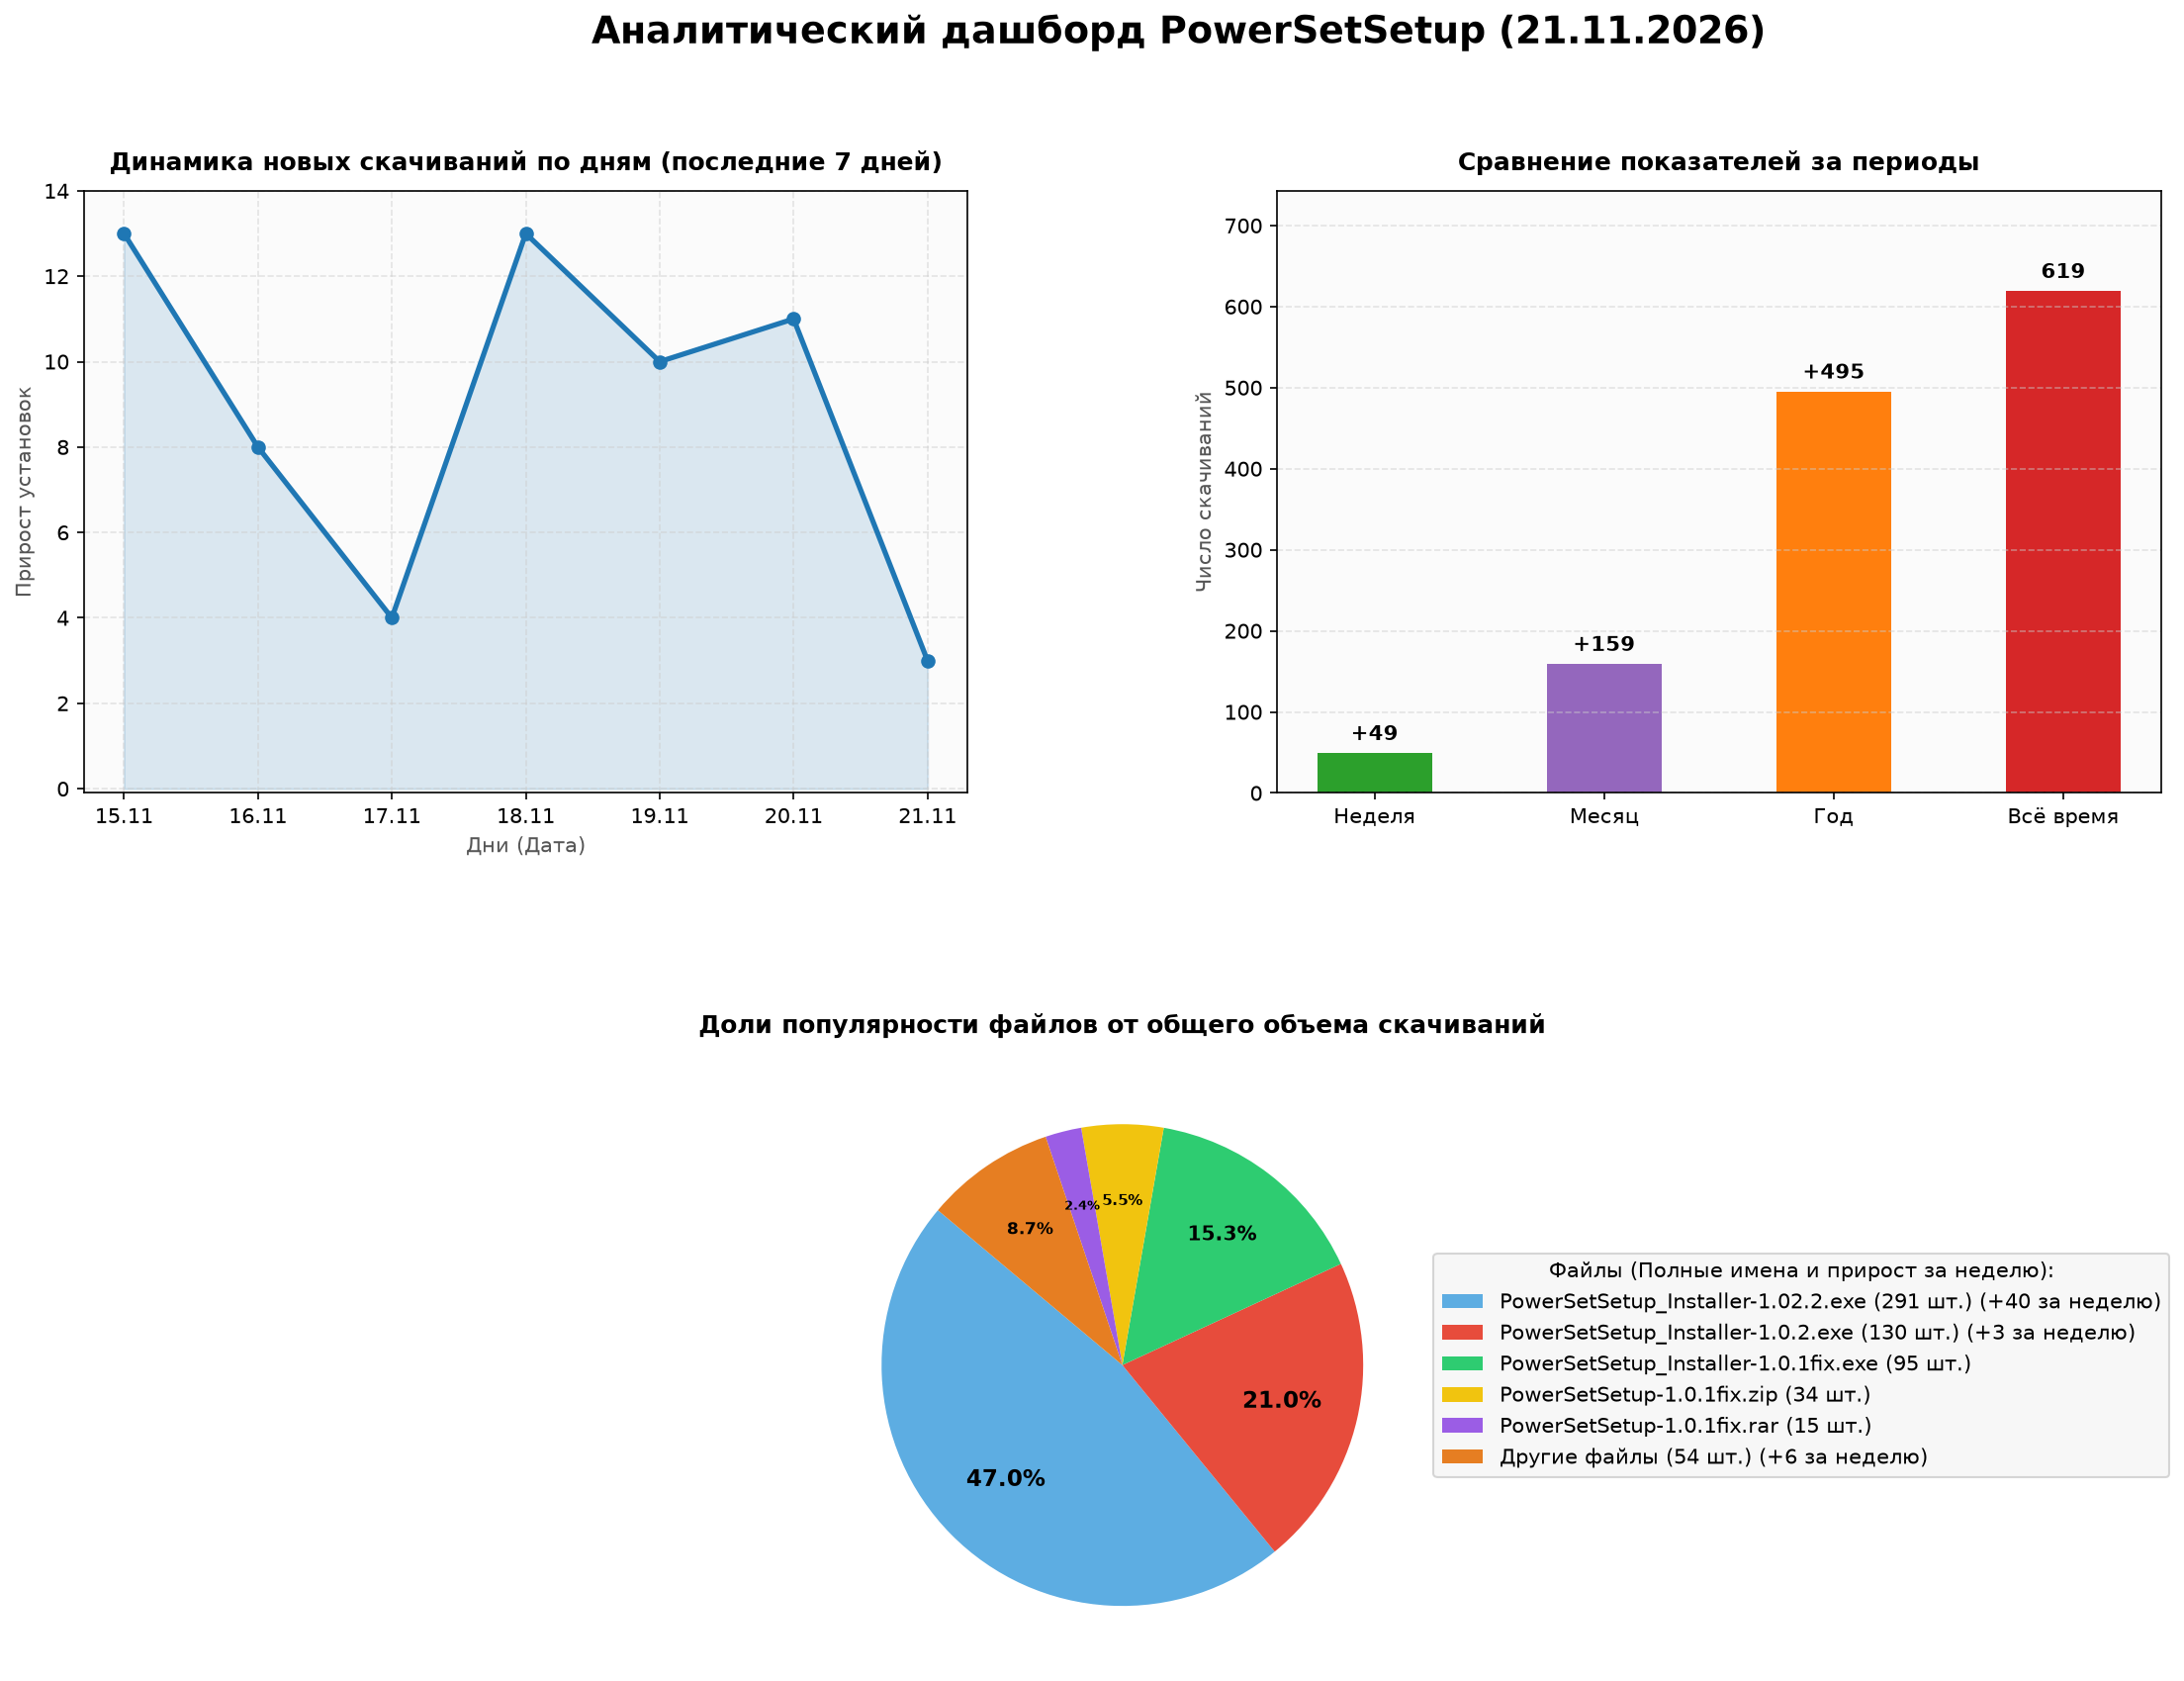 Аналитический дашборд PowerSetSetup (21.11.2026)
Динамика новых скачиваний по дням (последние 7 дней)
14
12
10
8
6
4
2
0
Прирост установок
15.11 16.11 17.11 18.11 19.11 20.11 21.11
Дни (Дата)
Сравнение показателей за периоды
700
600
500
400
300
200
100
0
Число скачиваний
+49
+159
+495
619
Неделя Месяц Год Всё время
Доли популярности файлов от общего объема скачиваний
47.0%
21.0%
15.3%
5.5%
2.4%
8.7%
Файлы (Полные имена и прирост за неделю):
PowerSetSetup_Installer-1.02.2.exe (291 шт.) (+40 за неделю)
PowerSetSetup_Installer-1.0.2.exe (130 шт.) (+3 за неделю)
PowerSetSetup_Installer-1.0.1fix.exe (95 шт.)
PowerSetSetup-1.0.1fix.zip (34 шт.)
PowerSetSetup-1.0.1fix.rar (15 шт.)
Другие файлы (54 шт.) (+6 за неделю)